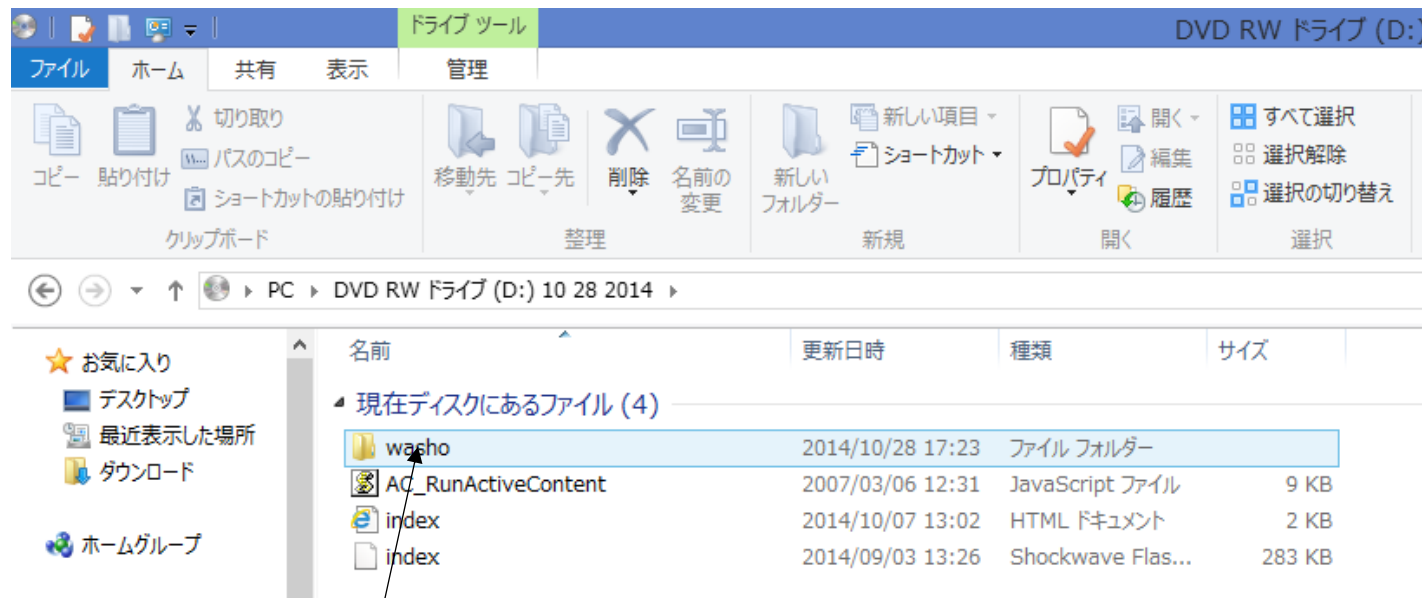 ドライブ ツール
DVD RW ドライブ (D:)
ファイル ホーム 共有 表示 管理
コピー
貼り付け
切り取り
パスのコピー
ショートカットの貼り付け
クリップボード
移動先 コピー先 削除 名前の変更
整理
新しいフォルダー
新しい項目
ショートカット
新規
プロパティ
開く
編集
履歴
開く
すべて選択
選択解除
選択の切り替え
選択
PC DVD RW ドライブ (D:) 10 28 2014
お気に入り
デスクトップ
最近表示した場所
ダウンロード
ホームグループ
名前 更新日時 種類 サイズ
現在ディスクにあるファイル (4)
washo 2014/10/28 17:23 ファイル フォルダー
AC_RunActiveContent 2007/03/06 12:31 JavaScript ファイル 9 KB
index 2014/10/07 13:02 HTML ドキュメント 2 KB
index 2014/09/03 13:26 Shockwave Flas... 283 KB